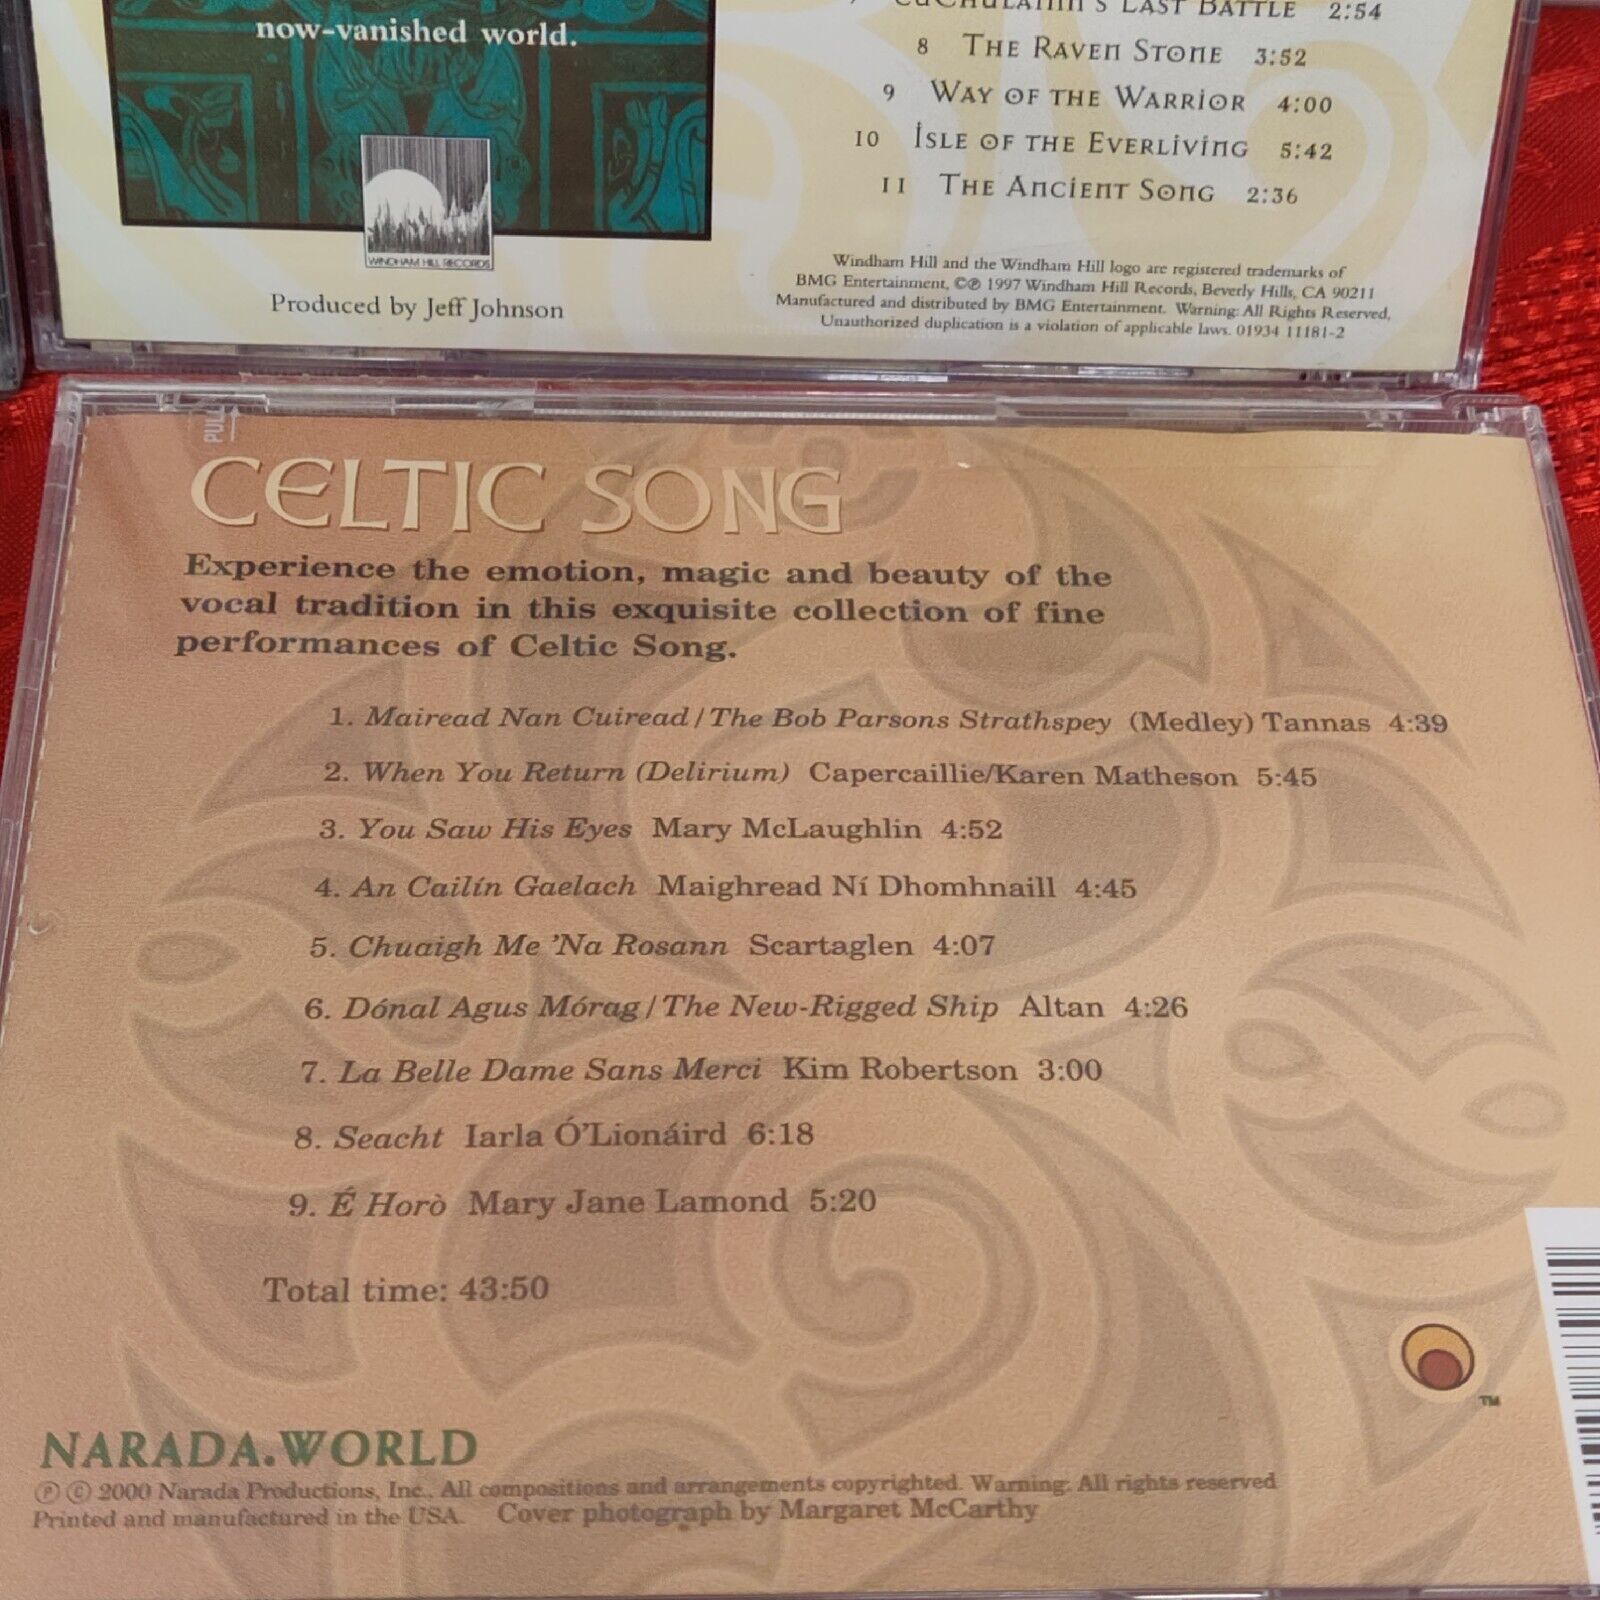 now-vanished world.
CúChulainn's Last Battle 2:54
8 The Raven Stone 3:52
9 Way of the Warrior 4:00
10 Isle of the Everliving 5:42
11 The Ancient Song 2:36
WINDHAM HILL RECORDS
Produced by Jeff Johnson
Windham Hill and the Windham Hill logo are registered trademarks of
BMG Entertainment, ©℗ 1997 Windham Hill Records, Beverly Hills, CA 90211
Manufactured and distributed by BMG Entertainment. Warning: All Rights Reserved,
Unauthorized duplication is a violation of applicable laws. 01934 11181-2
PULL
CELTIC SONG
Experience the emotion, magic and beauty of the
vocal tradition in this exquisite collection of fine
performances of Celtic Song.
1. Mairead Nan Cuiread / The Bob Parsons Strathspey (Medley) Tannas 4:39
2. When You Return (Delirium) Capercaillie/Karen Matheson 5:45
3. You Saw His Eyes Mary McLaughlin 4:52
4. An Cailín Gaelach Maighread Ní Dhomhnaill 4:45
5. Chuaigh Me 'Na Rosann Scartaglen 4:07
6. Dónal Agus Mórag / The New-Rigged Ship Altan 4:26
7. La Belle Dame Sans Merci Kim Robertson 3:00
8. Seacht Iarla Ó'Lionáird 6:18
9. É Horò Mary Jane Lamond 5:20
Total time: 43:50
TM
NARADA.WORLD
℗ © 2000 Narada Productions, Inc.. All compositions and arrangements copyrighted. Warning: All rights reserved
Printed and manufactured in the USA. Cover photograph by Margaret McCarthy